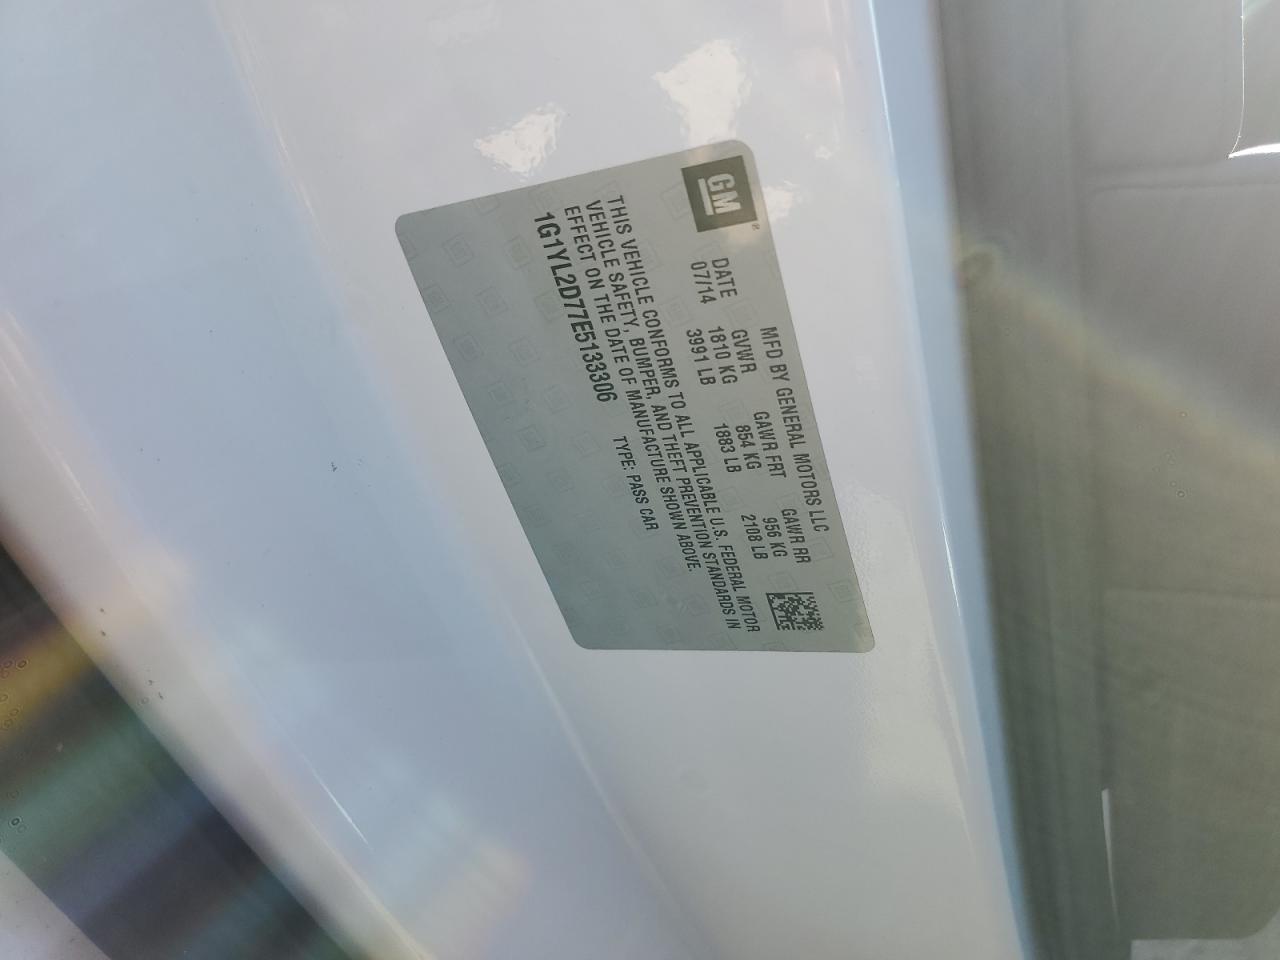 GM
MFD BY GENERAL MOTORS LLC
DATE GVWR GAWR FRT GAWR RR
07/14 1810 KG 854 KG 956 KG
3991 LB 1883 LB 2108 LB
THIS VEHICLE CONFORMS TO ALL APPLICABLE U.S. FEDERAL MOTOR
VEHICLE SAFETY, BUMPER, AND THEFT PREVENTION STANDARDS IN
EFFECT ON THE DATE OF MANUFACTURE SHOWN ABOVE.
1G1YL2D77E5133306 TYPE: PASS CAR